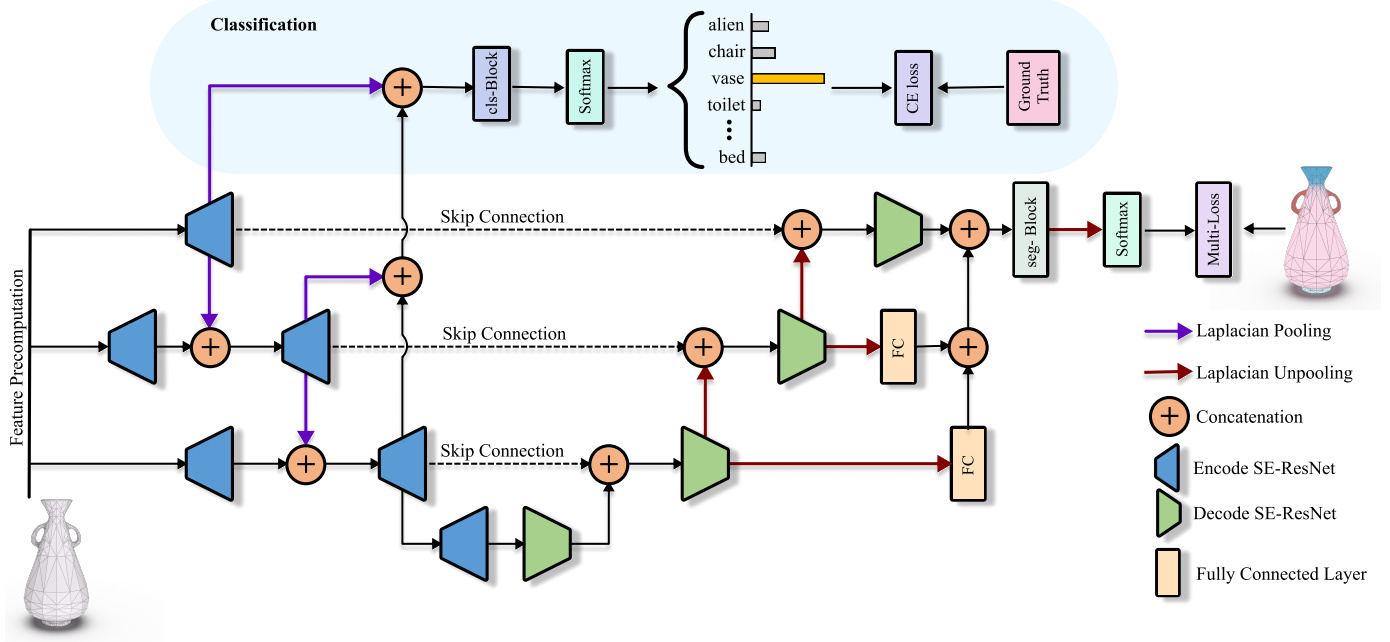 Classification
alien
chair
vase
toilet
bed
cls-Block
Softmax
CE loss
Ground
Truth
Feature Precomputation
Skip Connection
Skip Connection
Skip Connection
FC
FC
seg- Block
Softmax
Multi-Loss
Laplacian Pooling
Laplacian Unpooling
Concatenation
Encode SE-ResNet
Decode SE-ResNet
Fully Connected Layer